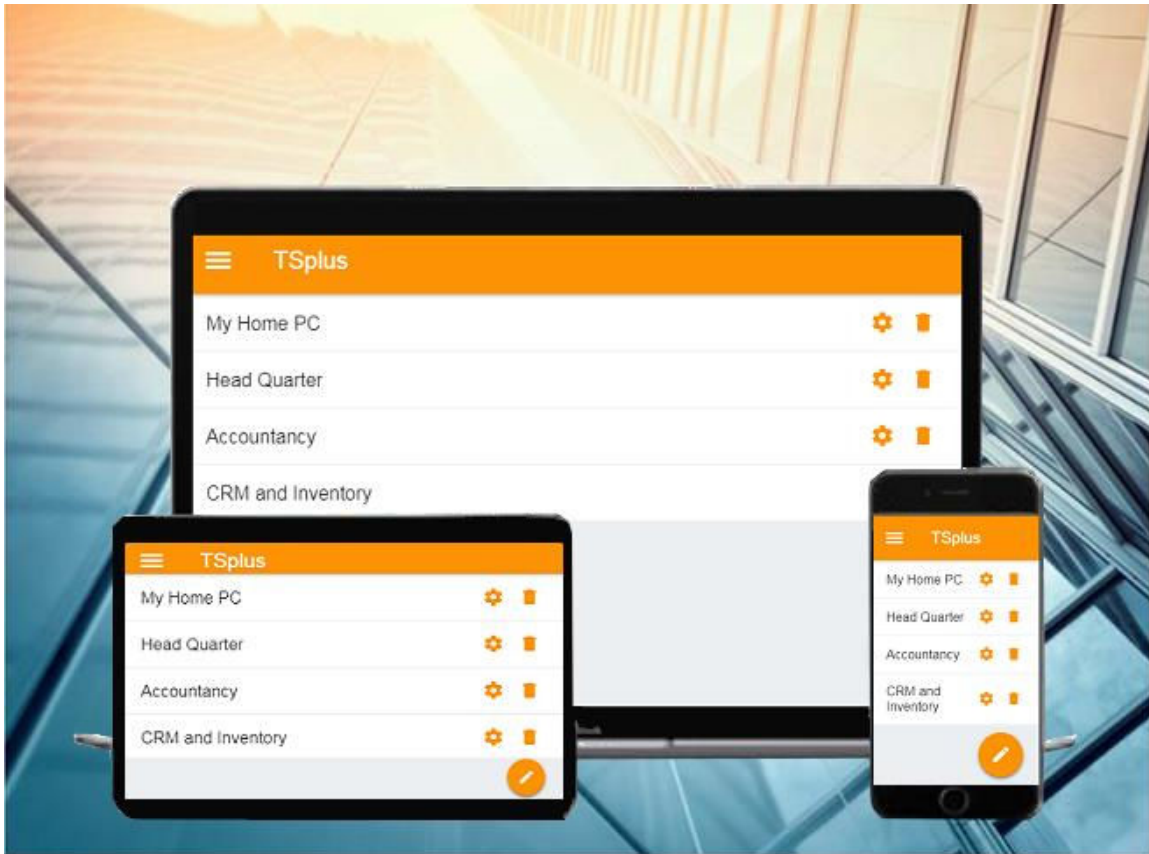 TSplus
My Home PC
Head Quarter
Accountancy
CRM and Inventory
TSplus
My Home PC
Head Quarter
Accountancy
CRM and Inventory
TSplus
My Home PC
Head Quarter
Accountancy
CRM and
Inventory